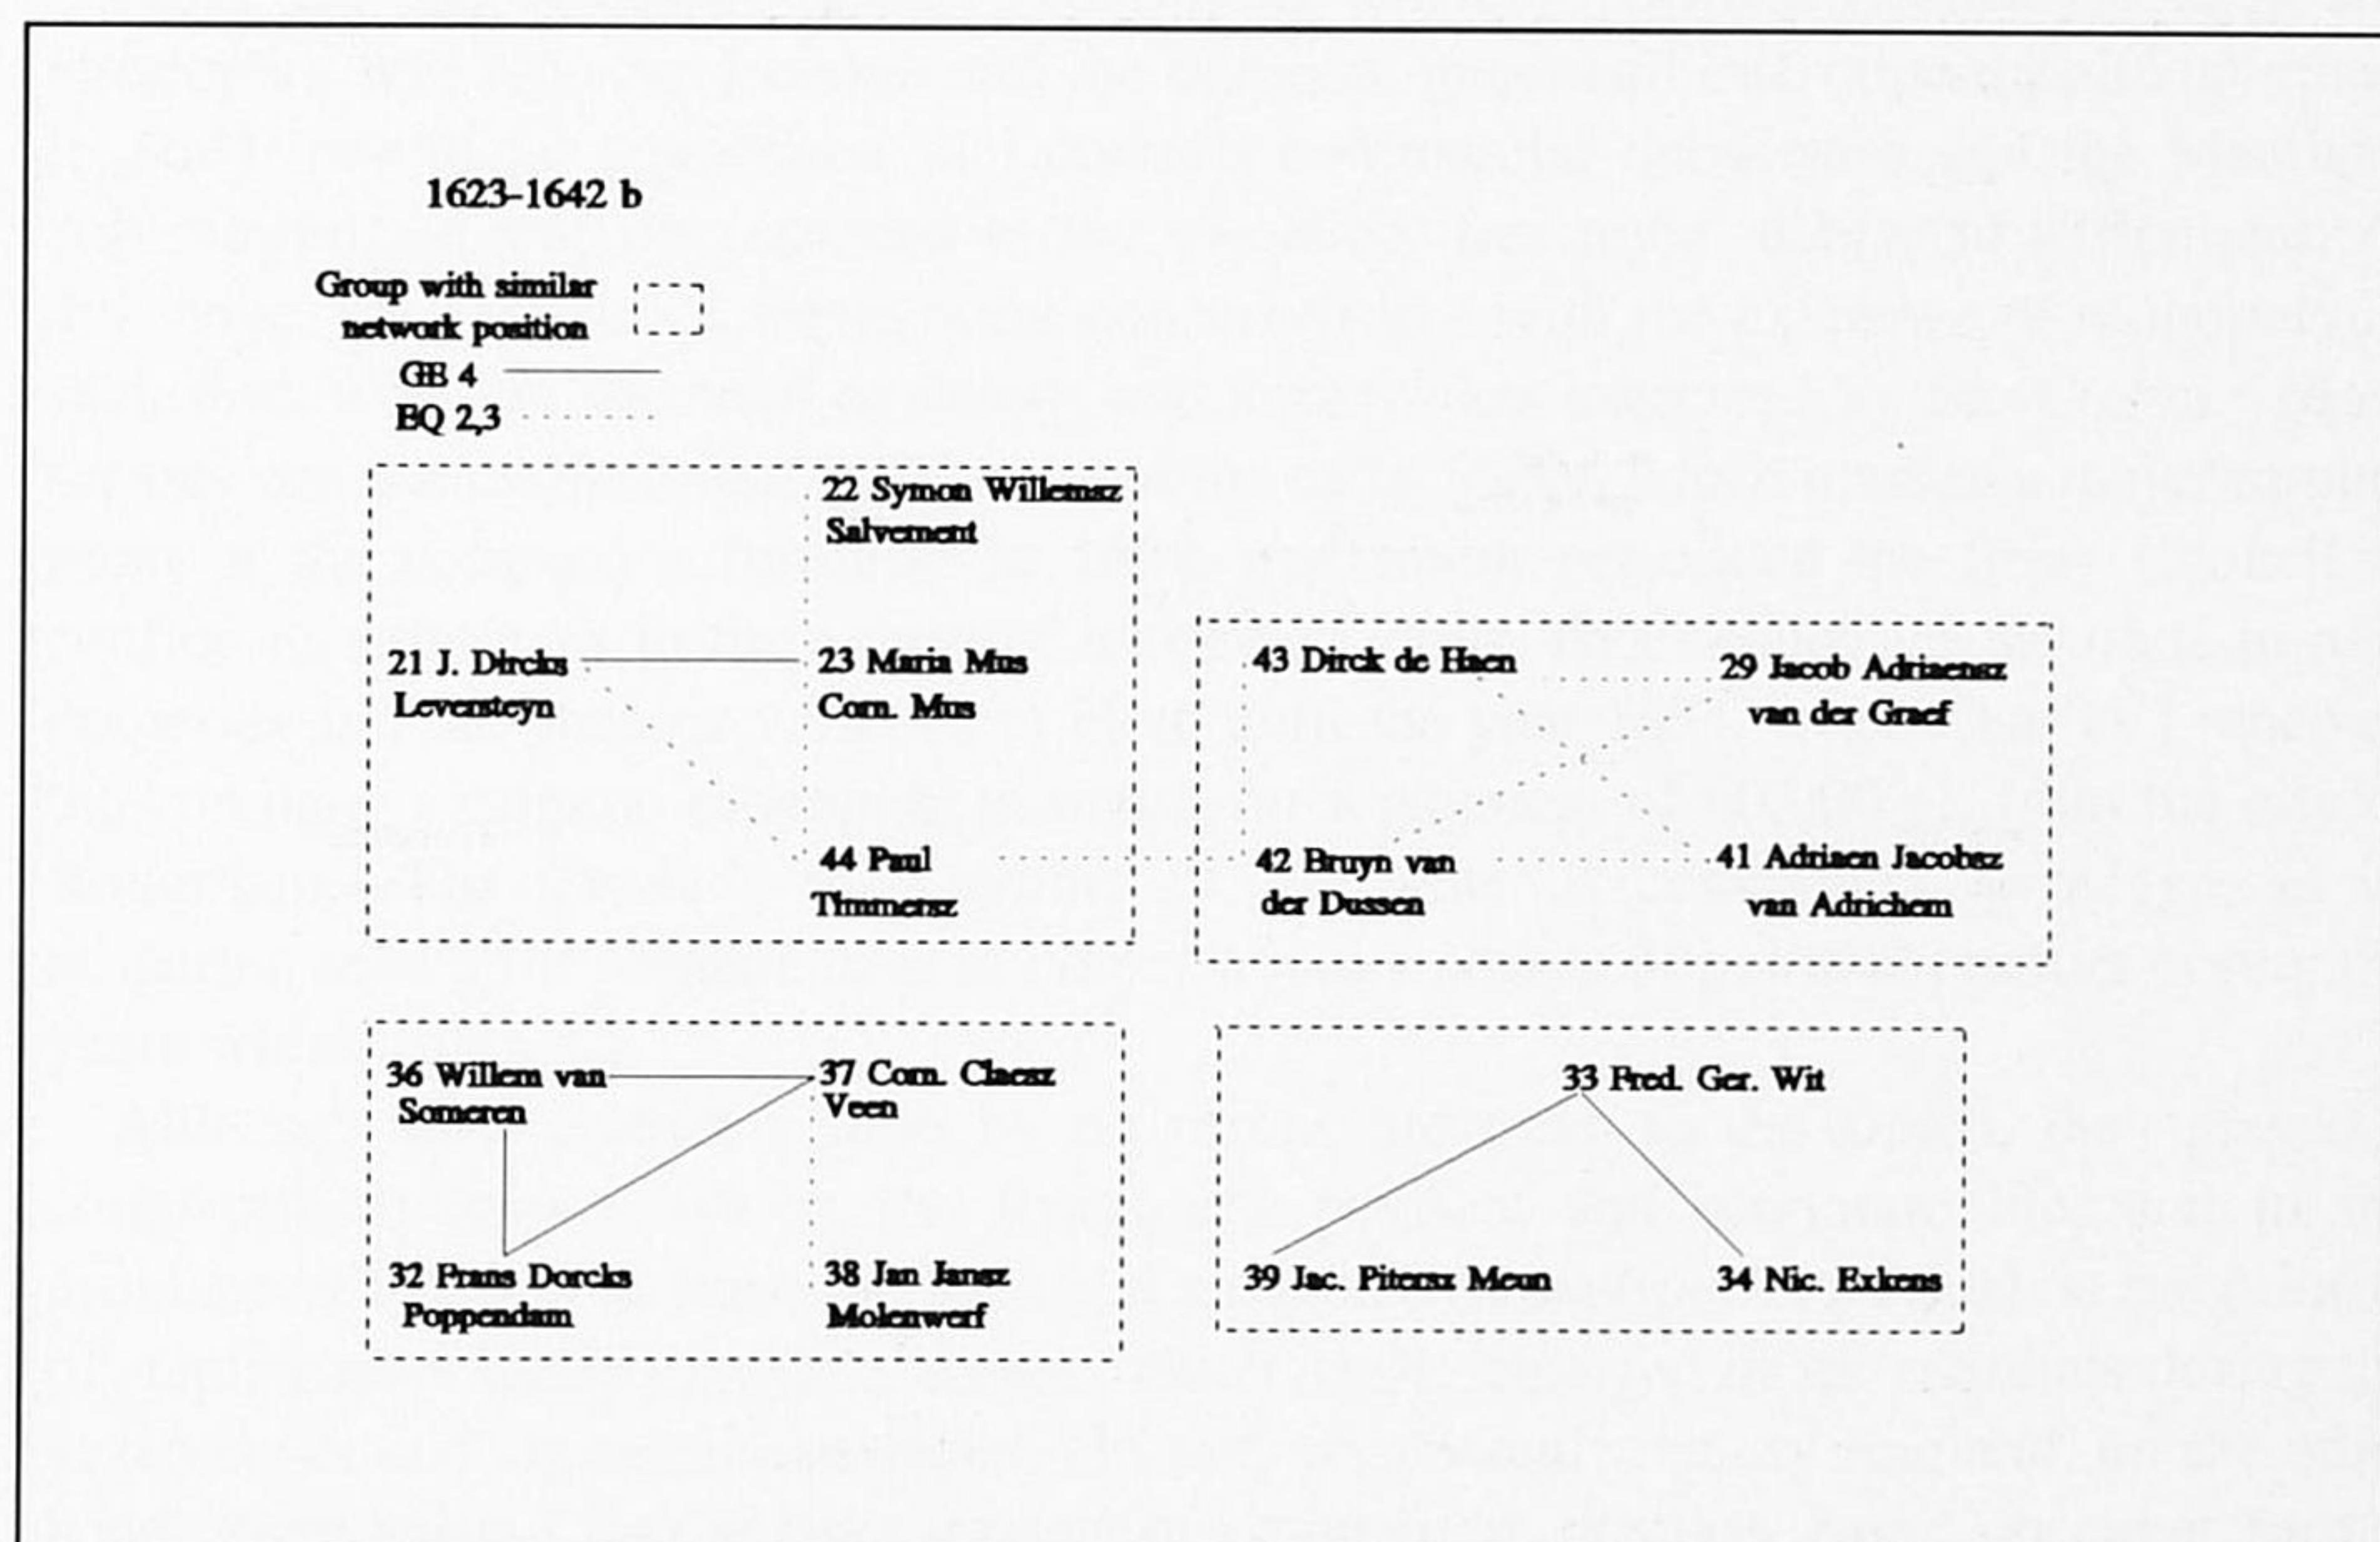 1623-1642 b
Group with similar
network position
GE 4
EQ 2,3
22 Symon Willemsz
Salvement
21 J. Dircks
Levensteyn
23 Maria Mus
Corn. Mus
44 Paul
Timmersz
43 Dirck de Haen
29 Jacob Adriaensz
van der Graef
42 Bruyn van
der Dussen
41 Adriaen Jacobsz
van Adrichem
36 Willem van
Someren
37 Corn. Claesz
Veen
32 Frans Dorcks
Poppendam
38 Jan Jansz
Molenwerf
33 Fred. Ger. Wit
39 Jac. Pitersz Meun
34 Nic. Exkens